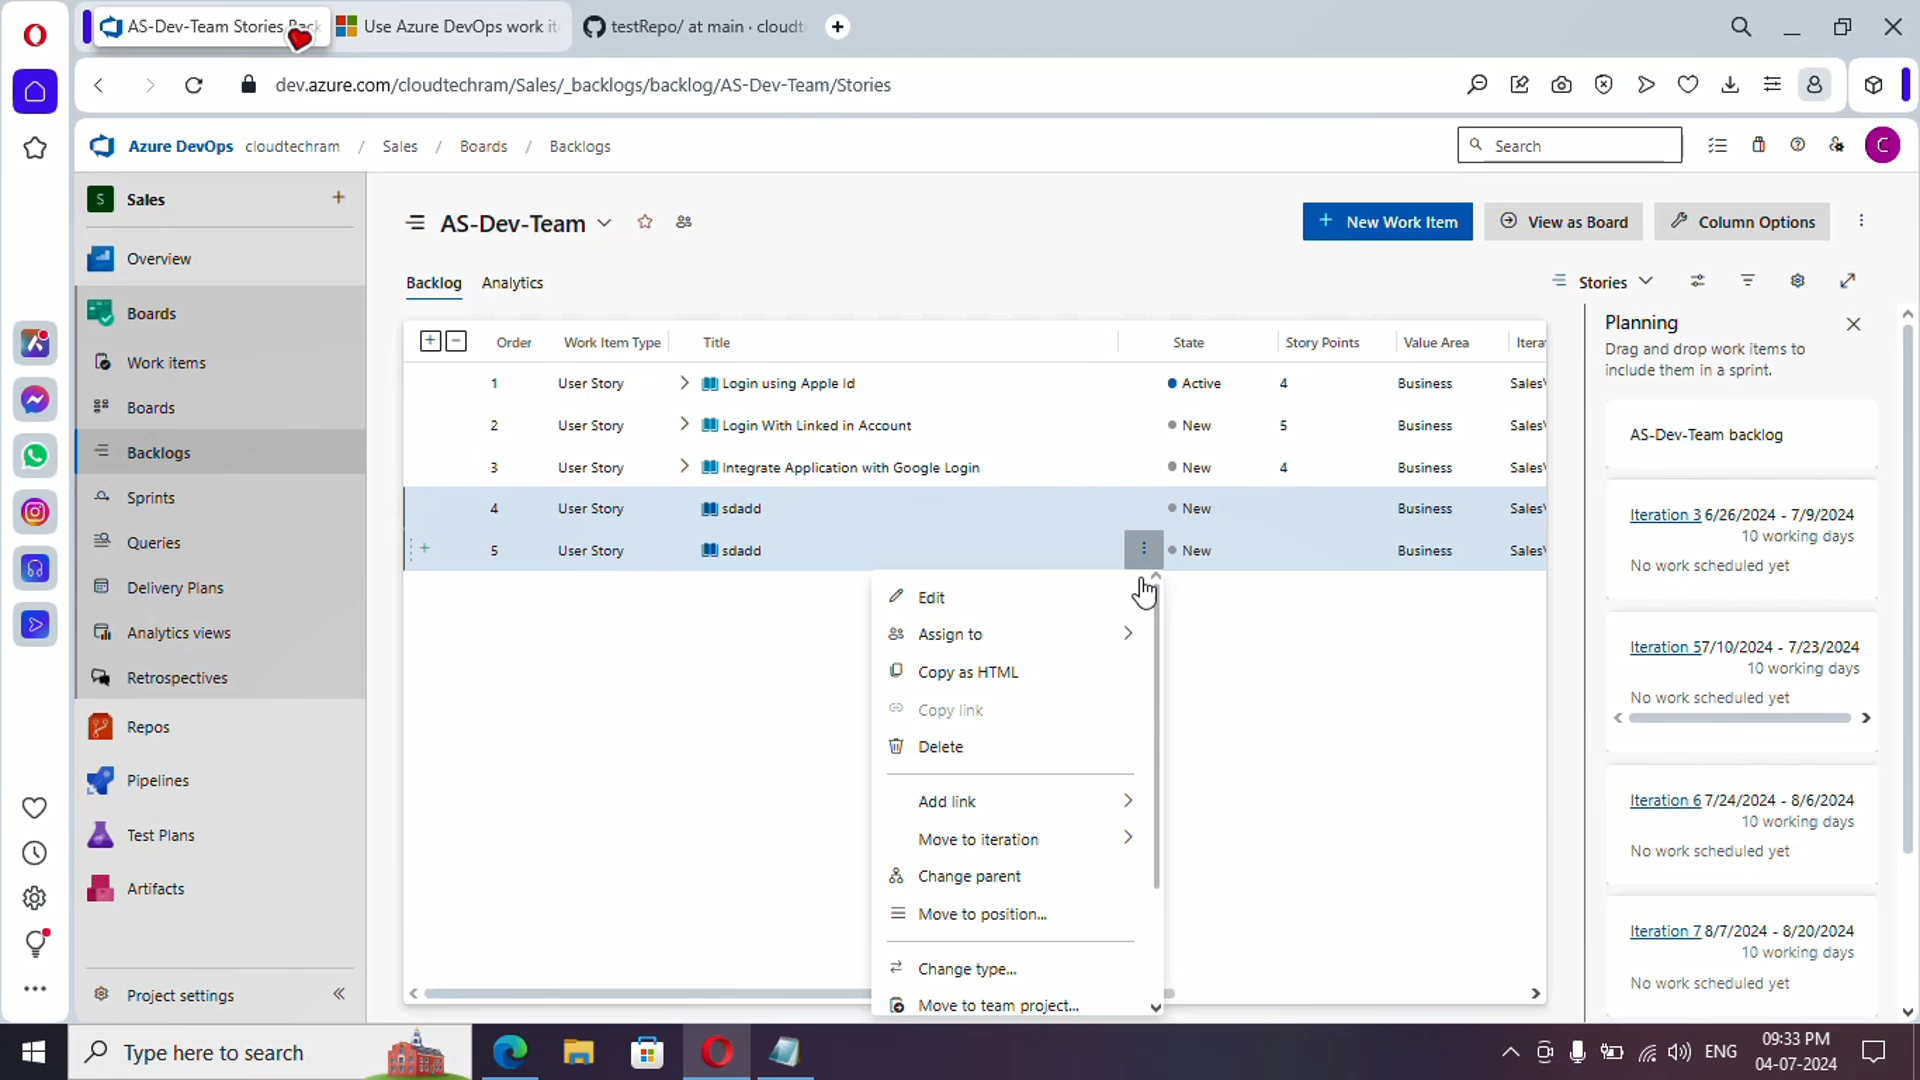 AS-Dev-Team Stories Back
Use Azure DevOps work it
testRepo/ at main · cloudt
dev.azure.com/cloudtechram/Sales/_backlogs/backlog/AS-Dev-Team/Stories
Azure DevOps cloudtechram / Sales / Boards / Backlogs
Search
C
S Sales
Overview
Boards
Work items
Boards
Backlogs
Sprints
Queries
Delivery Plans
Analytics views
Retrospectives
Repos
Pipelines
Test Plans
Artifacts
Project settings
AS-Dev-Team
New Work Item
View as Board
Column Options
Backlog Analytics
Stories
Order Work Item Type Title State Story Points Value Area Itera
1 User Story Login using Apple Id Active 4 Business Sales\
2 User Story Login With Linked in Account New 5 Business Sales\
3 User Story Integrate Application with Google Login New 4 Business Sales\
4 User Story sdadd New Business Sales\
5 User Story sdadd New Business Sales\
Edit
Assign to
Copy as HTML
Copy link
Delete
Add link
Move to iteration
Change parent
Move to position...
Change type...
Move to team project...
Planning
Drag and drop work items to
include them in a sprint.
AS-Dev-Team backlog
Iteration 3 6/26/2024 - 7/9/2024
10 working days
No work scheduled yet
Iteration 5 7/10/2024 - 7/23/2024
10 working days
No work scheduled yet
Iteration 6 7/24/2024 - 8/6/2024
10 working days
No work scheduled yet
Iteration 7 8/7/2024 - 8/20/2024
10 working days
No work scheduled yet
Type here to search
ENG
09:33 PM
04-07-2024